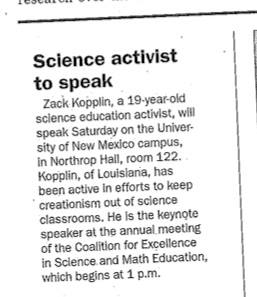 Science activist
to speak
Zack Kopplin, a 19-year-old
science education activist, will
speak Saturday on the Univer-
sity of New Mexico campus,
in Northrop Hall, room 122.
Kopplin, of Louisiana, has
been active in efforts to keep
creationism out of science
classrooms. He is the keynote
speaker at the annual meeting
of the Coalition for Excellence
in Science and Math Education,
which begins at 1 p.m.